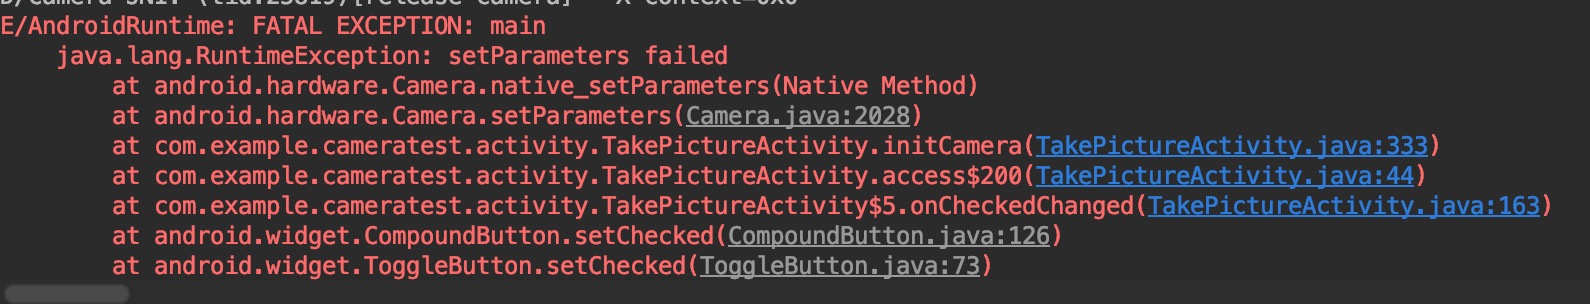 E/AndroidRuntime: FATAL EXCEPTION: main
java.lang.RuntimeException: setParameters failed
at android.hardware.Camera.native_setParameters(Native Method)
at android.hardware.Camera.setParameters(Camera.java:2028)
at com.example.cameratest.activity.TakePictureActivity.initCamera(TakePictureActivity.java:333)
at com.example.cameratest.activity.TakePictureActivity.access$200(TakePictureActivity.java:44)
at com.example.cameratest.activity.TakePictureActivity$5.onCheckedChanged(TakePictureActivity.java:163)
at android.widget.CompoundButton.setChecked(CompoundButton.java:126)
at android.widget.ToggleButton.setChecked(ToggleButton.java:73)